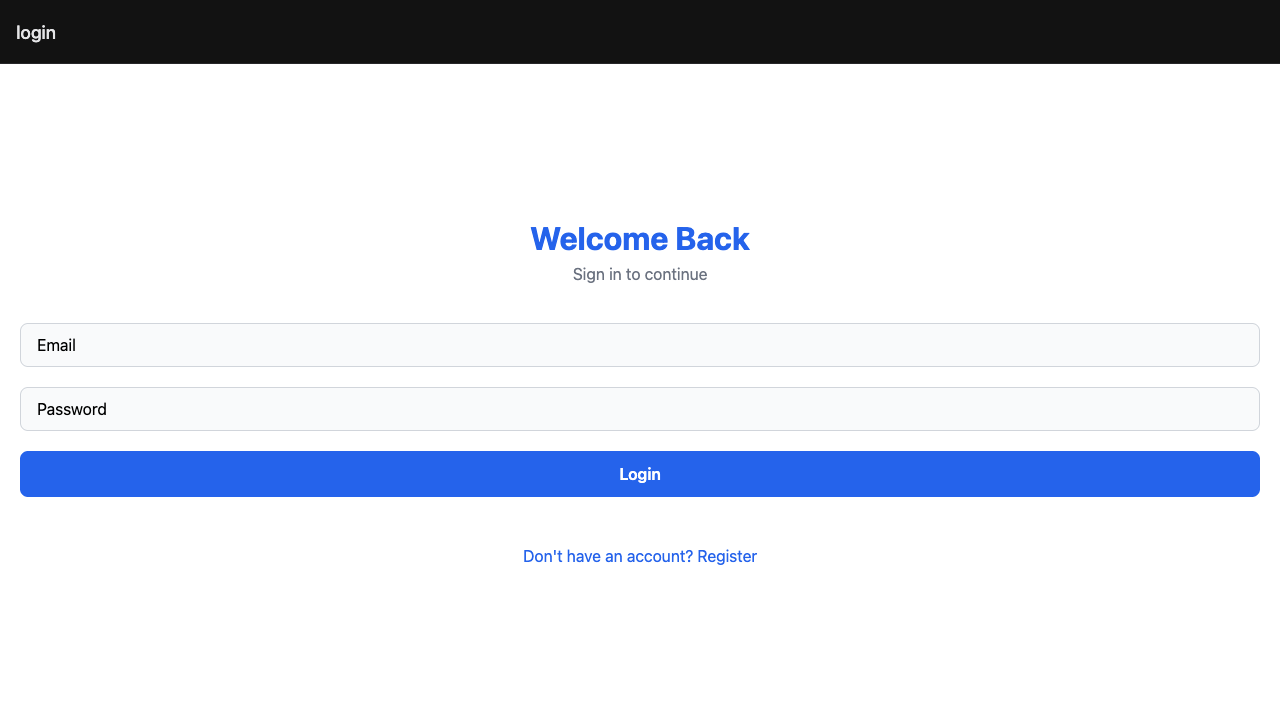 login
Welcome Back
Sign in to continue
Email
Password
Login
Don't have an account? Register